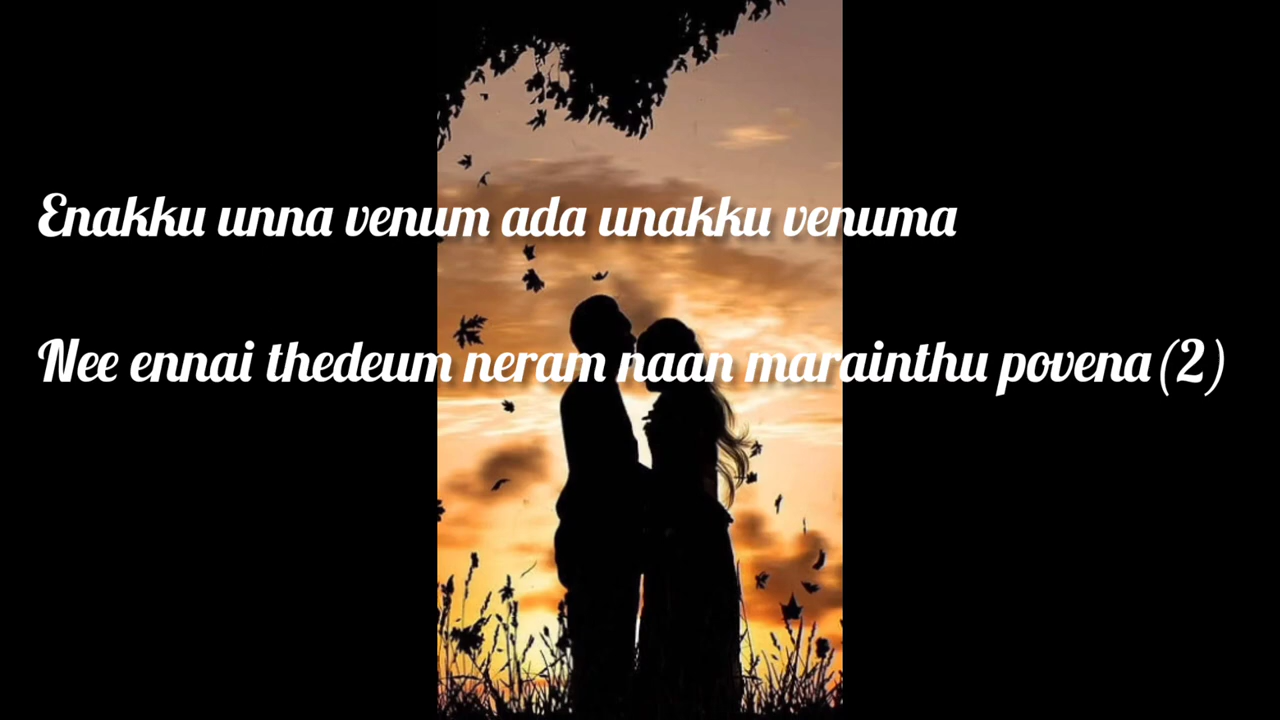 Enakku unna venum ada unakku venuma
Nee ennai thedeum neram naan marainthu povena(2)